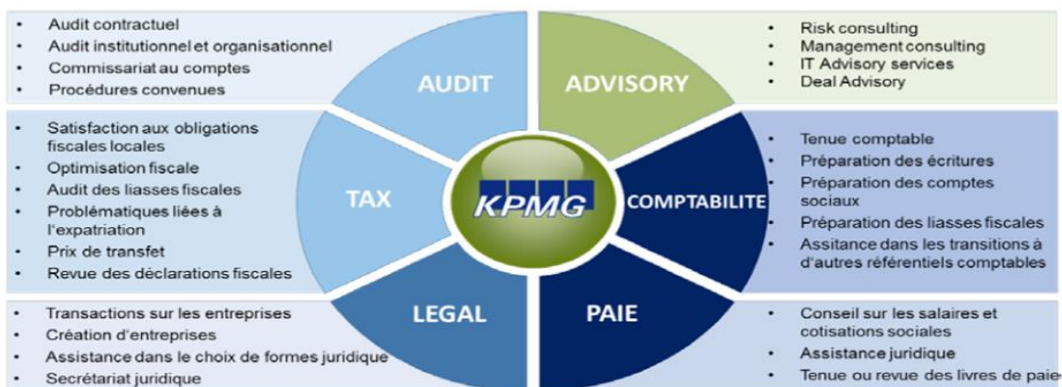 • Audit contractuel
• Audit institutionnel et organisationnel
• Commissariat au comptes
• Procédures convenues
AUDIT
ADVISORY
• Risk consulting
• Management consulting
• IT Advisory services
• Deal Advisory
• Satisfaction aux obligations
fiscales locales
• Optimisation fiscale
• Audit des liasses fiscales
• Problématiques liées à
l'expatriation
• Prix de transfet
• Revue des déclarations fiscales
TAX
KPMG
COMPTABILITE
• Tenue comptable
• Préparation des écritures
• Préparation des comptes
sociaux
• Préparation des liasses fiscales
• Assitance dans les transitions à
d'autres référentiels comptables
• Transactions sur les entreprises
• Création d'entreprises
• Assistance dans le choix de formes juridique
• Secrétariat juridique
LEGAL
PAIE
• Conseil sur les salaires et
cotisations sociales
• Assistance juridique
• Tenue ou revue des livres de paie